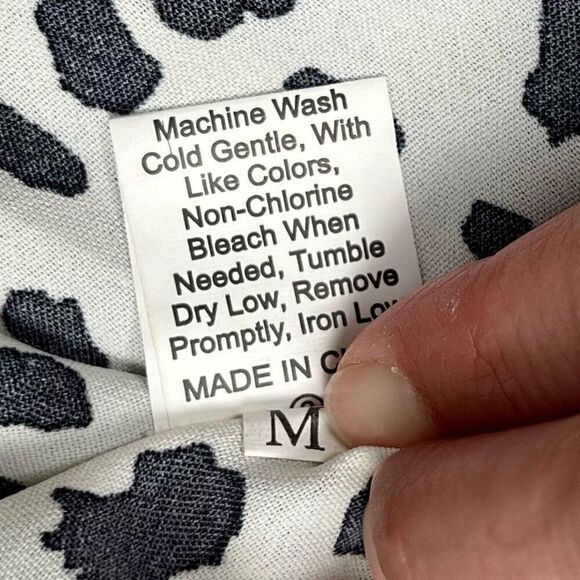 Machine Wash
Cold Gentle, With
Like Colors,
Non-Chlorine
Bleach When
Needed, Tumble
Dry Low, Remove
Promptly, Iron Lo
MADE IN C
M